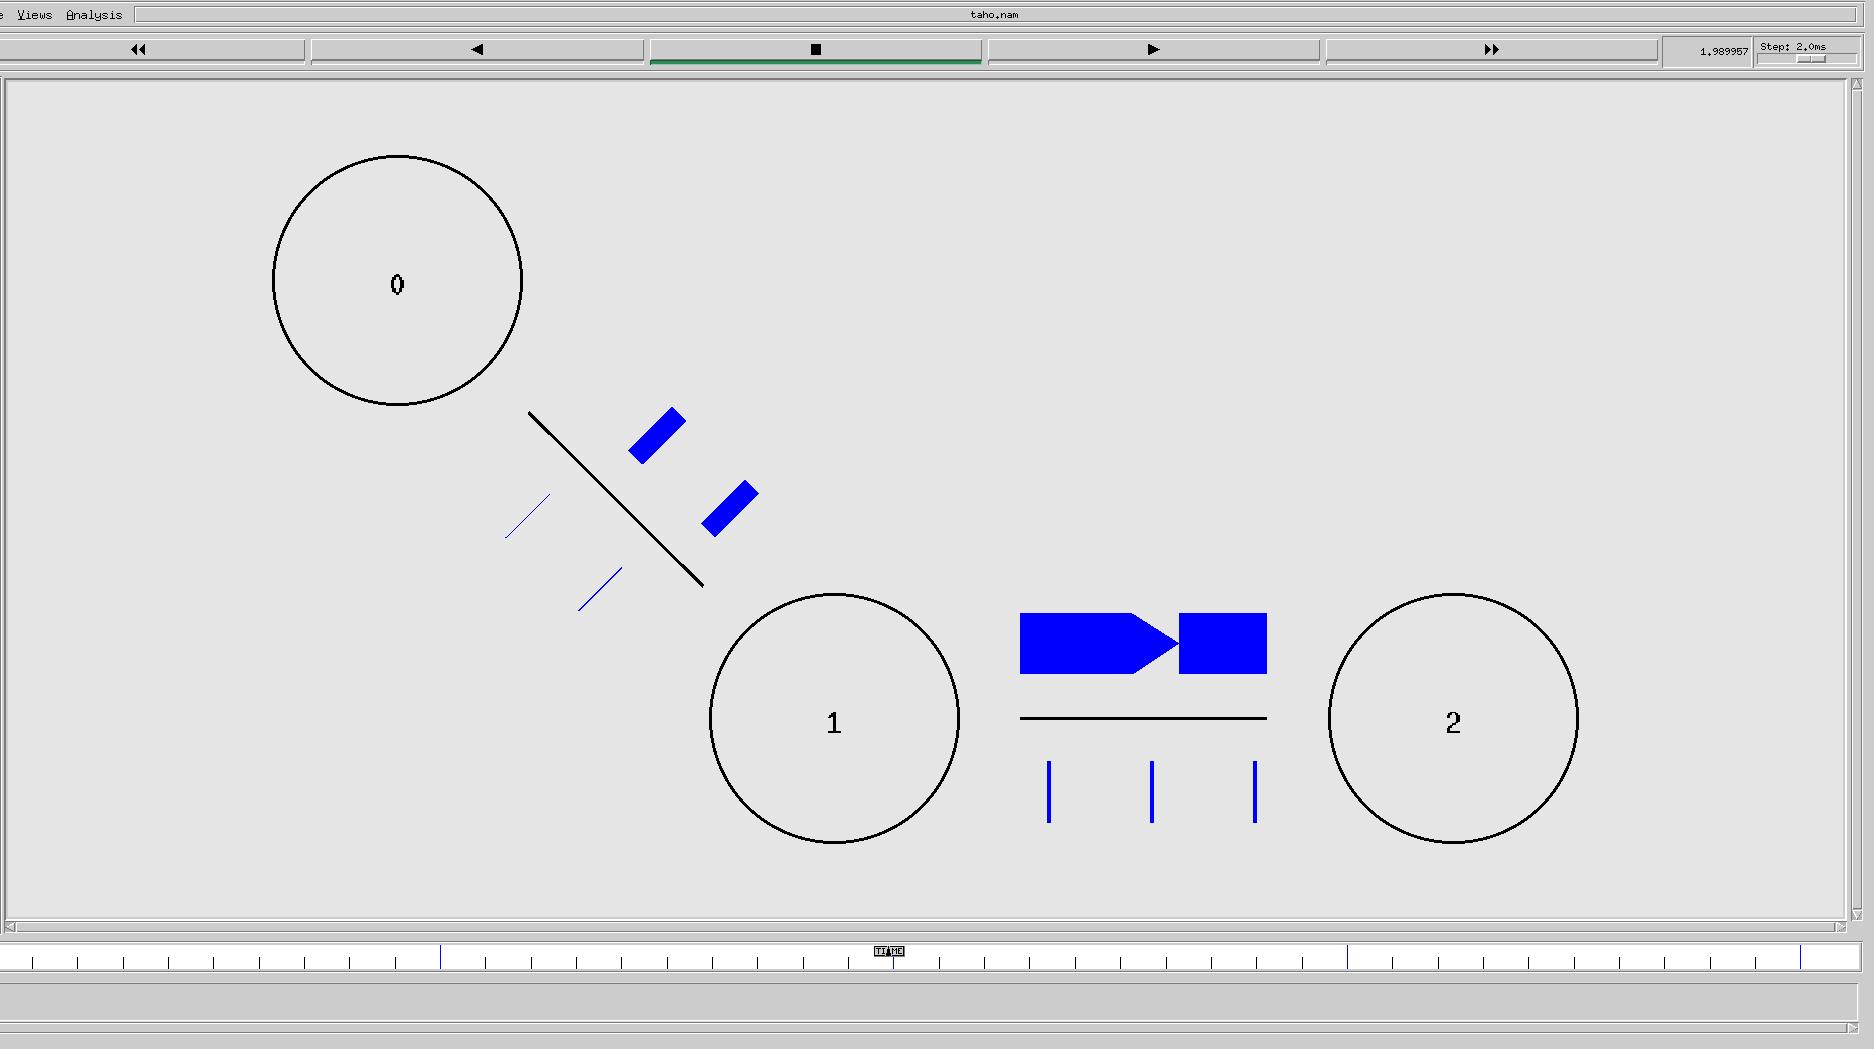 Views Analysis taho.nam
1.989957 Step: 2.0ms
0
1
2
TIME